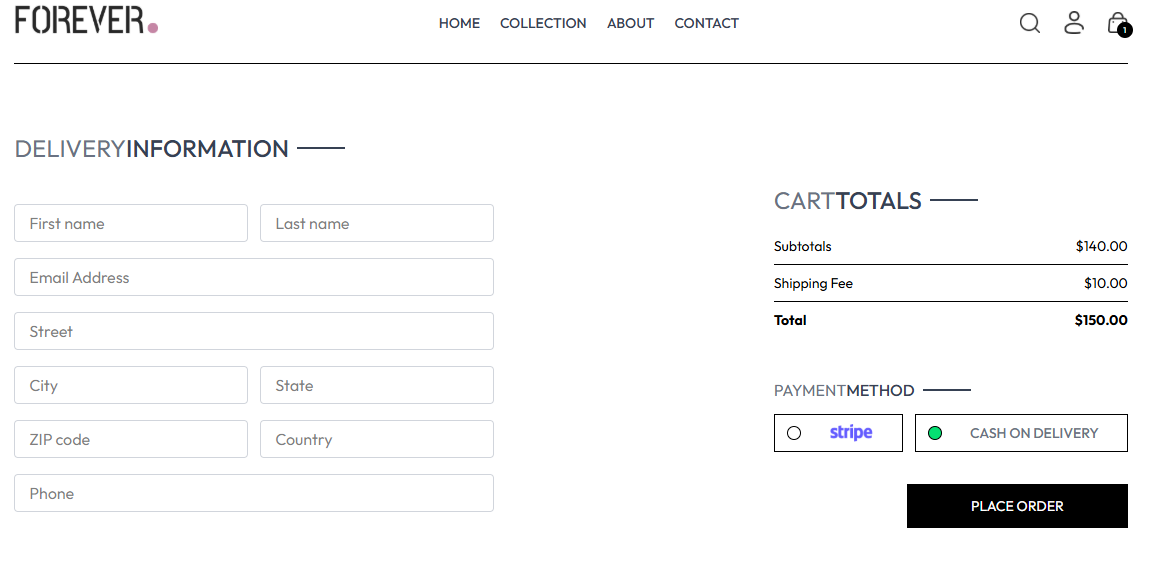 FOREVER.
HOME COLLECTION ABOUT CONTACT
1
DELIVERYINFORMATION
First name Last name
Email Address
Street
City State
ZIP code Country
Phone
CARTTOTALS
Subtotals $140.00
Shipping Fee $10.00
Total $150.00
PAYMENTMETHOD
stripe CASH ON DELIVERY
PLACE ORDER